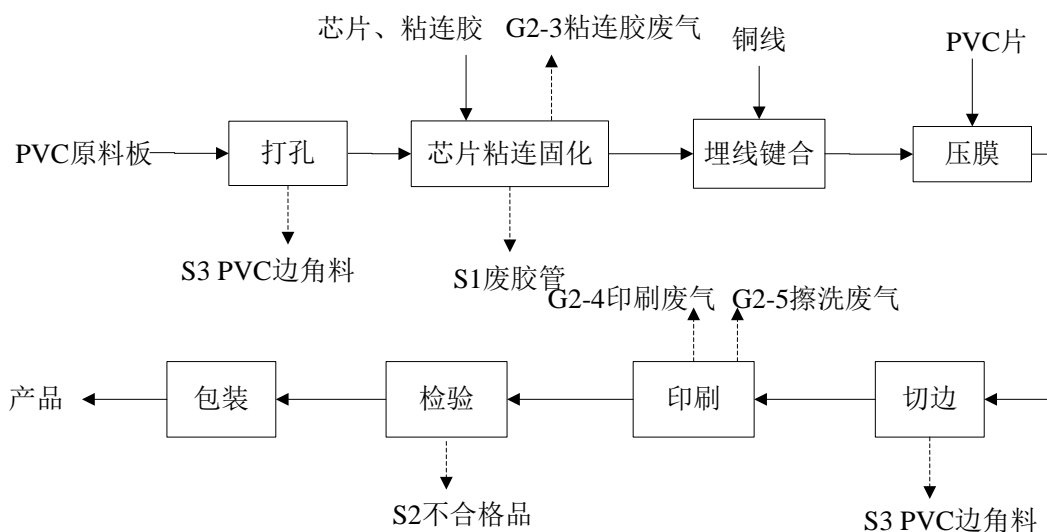 芯片、粘连胶
G2-3粘连胶废气
铜线
PVC片
PVC原料板
打孔
芯片粘连固化
埋线键合
压膜
S3 PVC边角料
S1废胶管
G2-4印刷废气
G2-5擦洗废气
产品
包装
检验
印刷
切边
S2不合格品
S3 PVC边角料